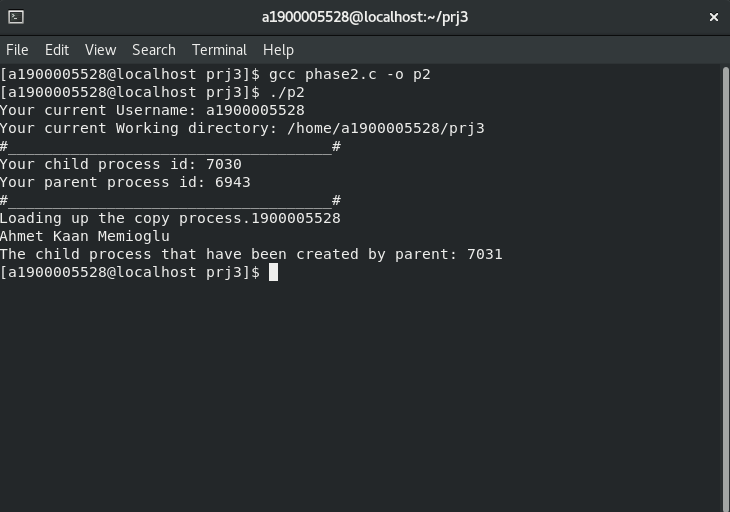 a1900005528@localhost:~/prj3
File Edit View Search Terminal Help
[a1900005528@localhost prj3]$ gcc phase2.c -o p2
[a1900005528@localhost prj3]$ ./p2
Your current Username: a1900005528
Your current Working directory: /home/a1900005528/prj3
#____________________________________#
Your child process id: 7030
Your parent process id: 6943
#____________________________________#
Loading up the copy process.1900005528
Ahmet Kaan Memioglu
The child process that have been created by parent: 7031
[a1900005528@localhost prj3]$